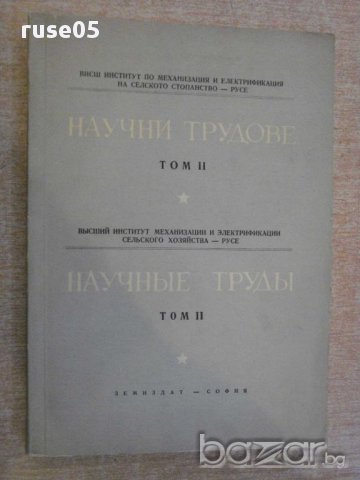 ruse05
ВИСШ ИНСТИТУТ ПО МЕХАНИЗАЦИЯ И ЕЛЕКТРИФИКАЦИЯ
НА СЕЛСКОТО СТОПАНСТВО — РУСЕ
НАУЧНИ ТРУДОВЕ
ТОМ II
ВЫСШИЙ ИНСТИТУТ МЕХАНИЗАЦИИ И ЭЛЕКТРИФИКАЦИИ
СЕЛЬСКОГО ХОЗЯЙСТВА — РУСЕ
НАУЧНЫЕ ТРУДЫ
ТОМ II
ЗЕМИЗДАТ — СОФИЯ
bazar.бг